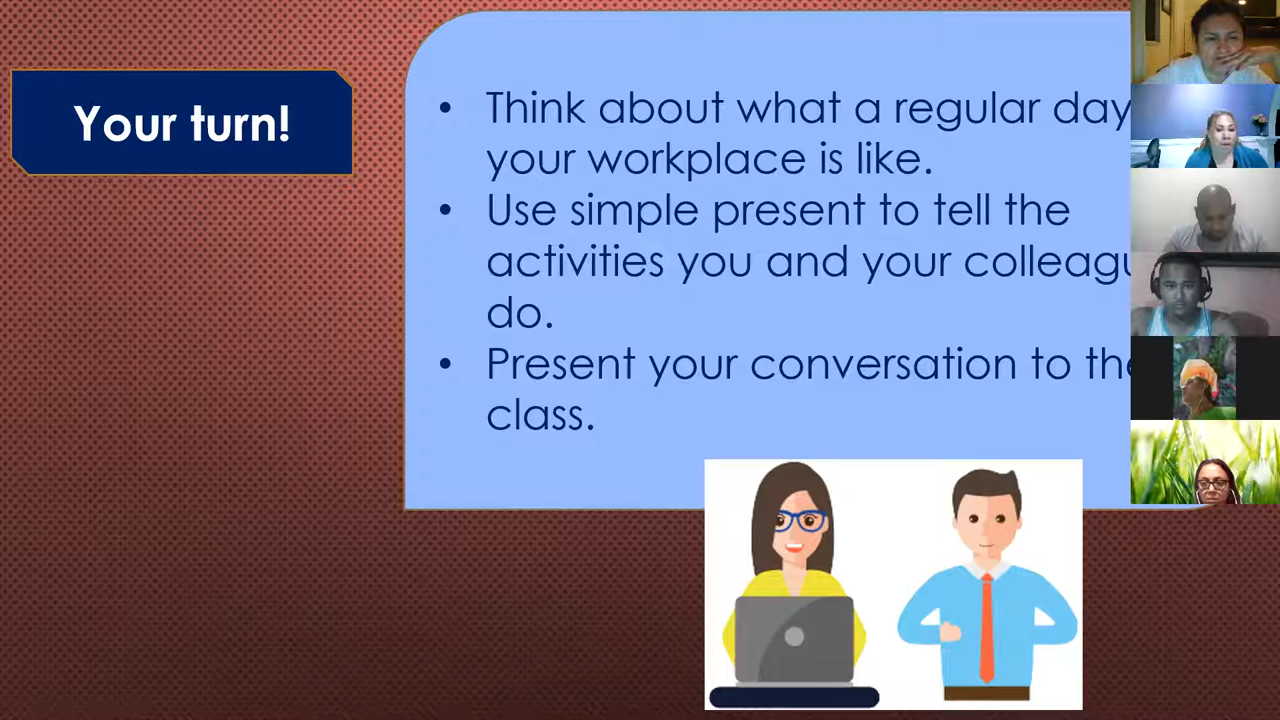 Your turn!
• Think about what a regular day
your workplace is like.
• Use simple present to tell the
activities you and your
do.
• Present your conversation to the
class.